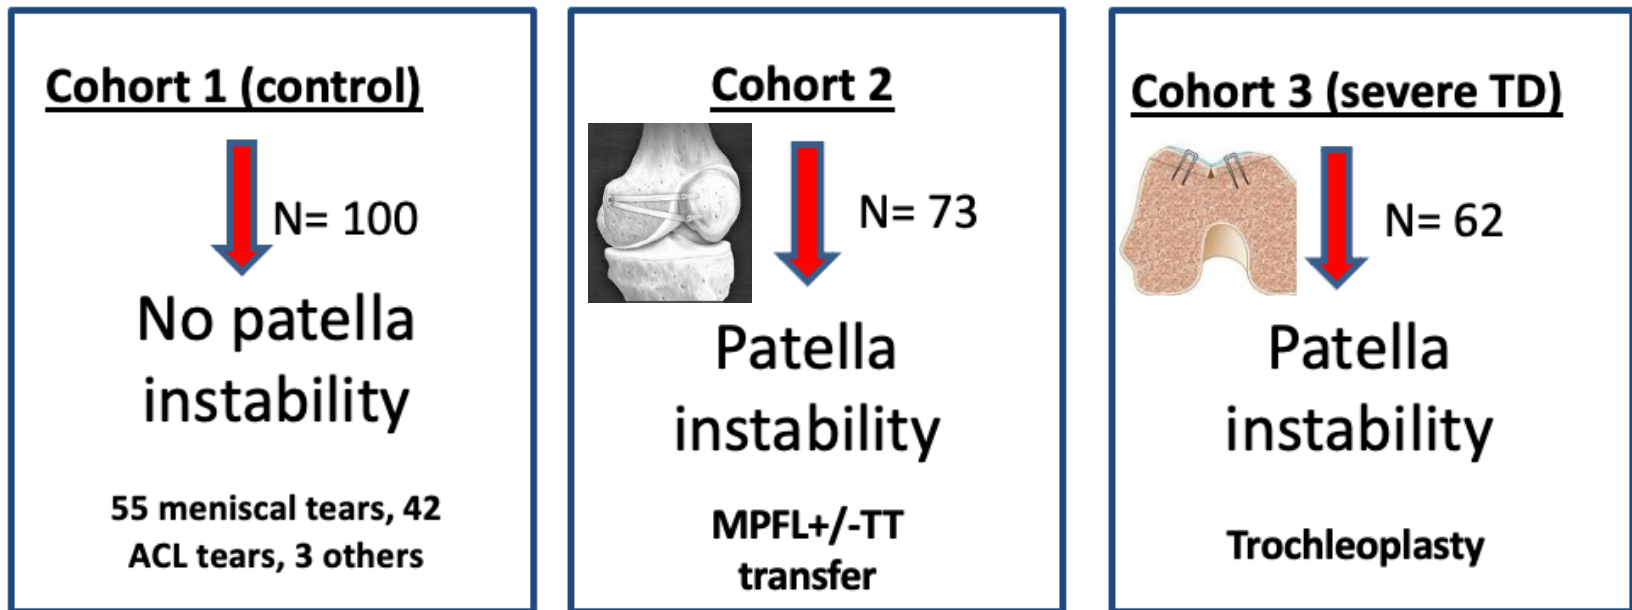 Cohort 1 (control)
N= 100
No patella
instability
55 meniscal tears, 42
ACL tears, 3 others
Cohort 2
N= 73
Patella
instability
MPFL+/-TT
transfer
Cohort 3 (severe TD)
N= 62
Patella
instability
Trochleoplasty